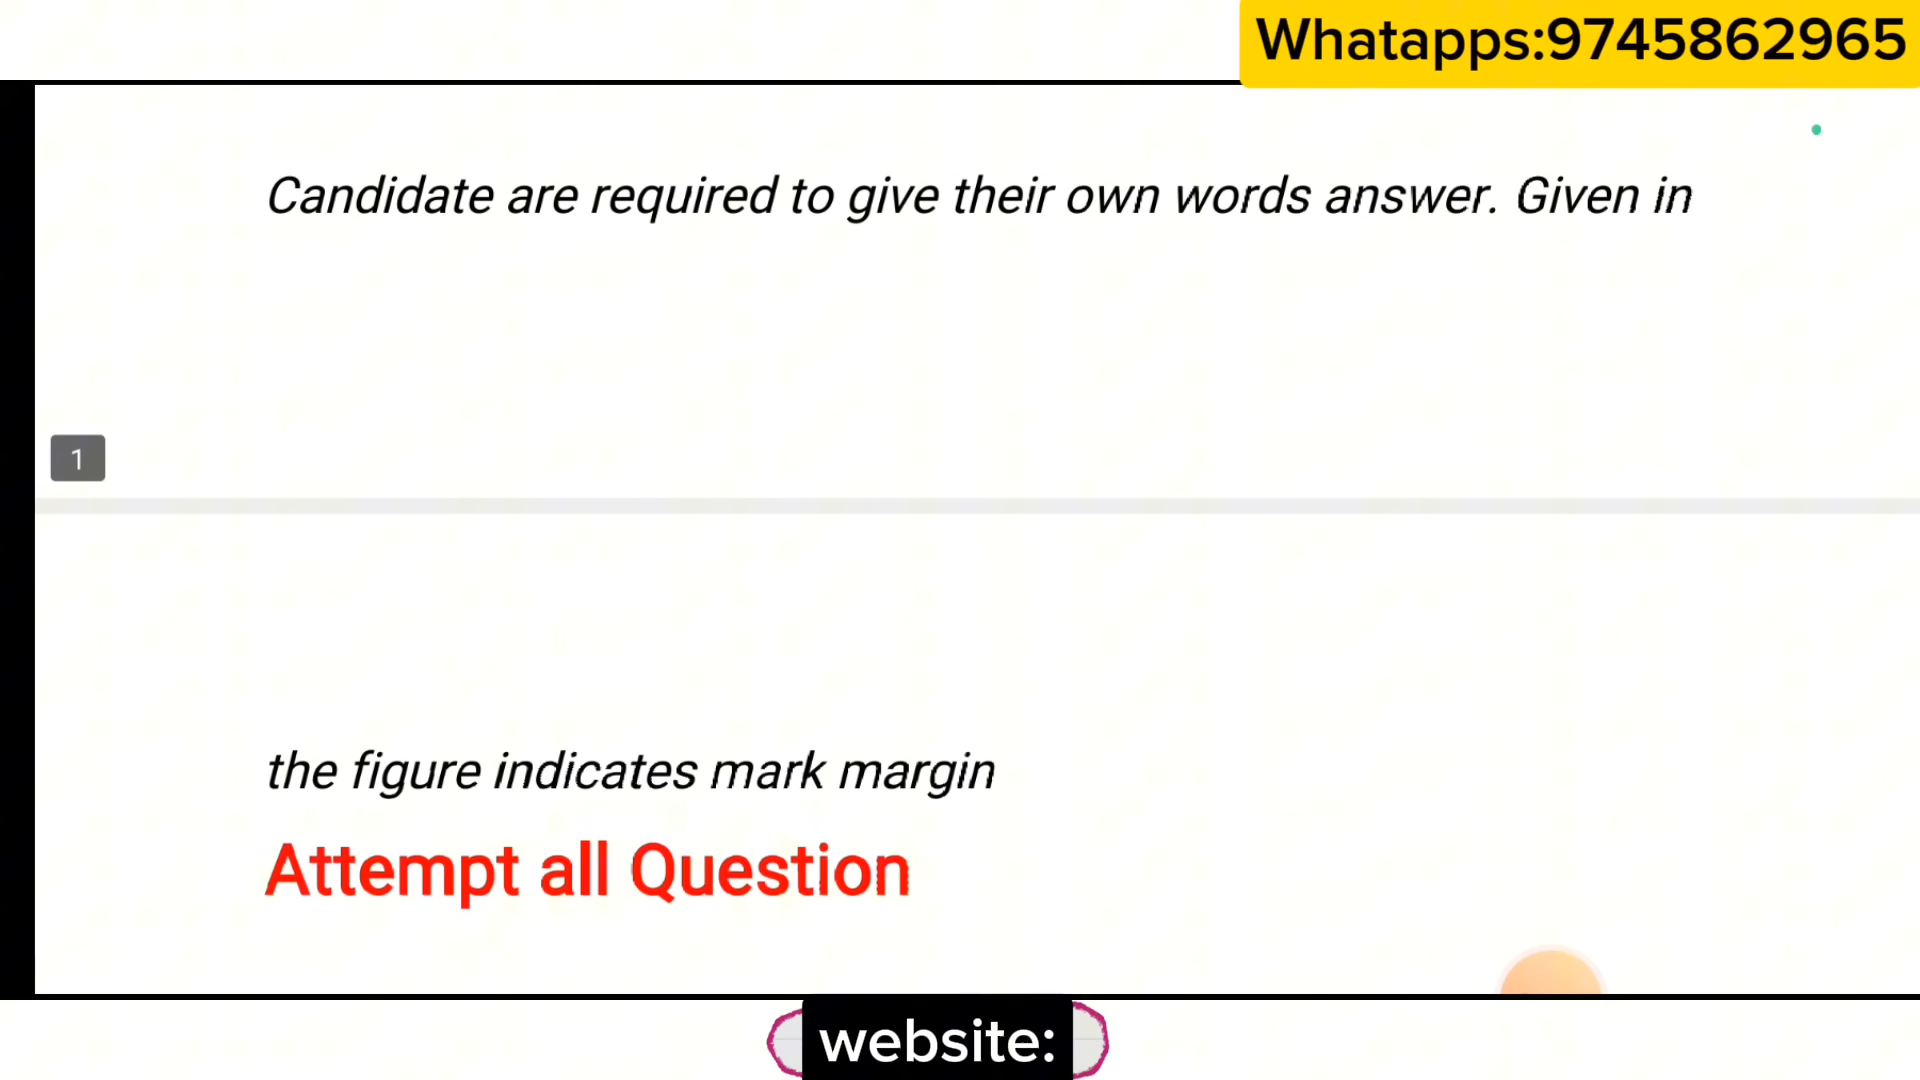 Whatapps:9745862965
Candidate are required to give their own words answer. Given in
1
the figure indicates mark margin
Attempt all Question
website: